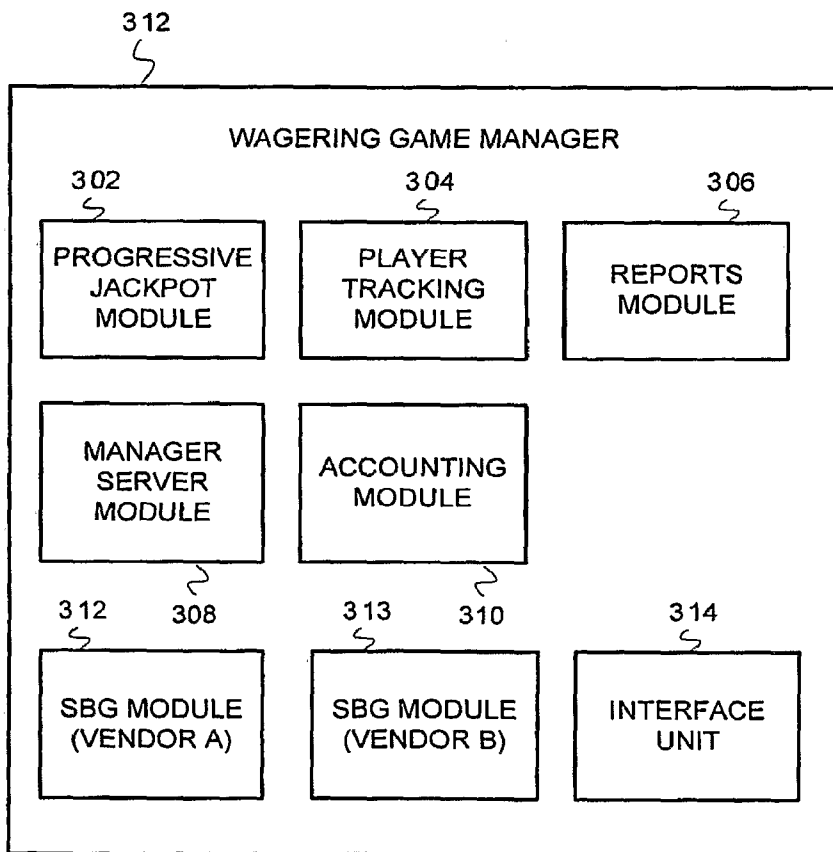 312
WAGERING GAME MANAGER
302
304
306
PROGRESSIVE
JACKPOT
MODULE
PLAYER
TRACKING
MODULE
REPORTS
MODULE
MANAGER
SERVER
MODULE
ACCOUNTING
MODULE
312
308
313
310
314
SBG MODULE
(VENDOR A)
SBG MODULE
(VENDOR B)
INTERFACE
UNIT